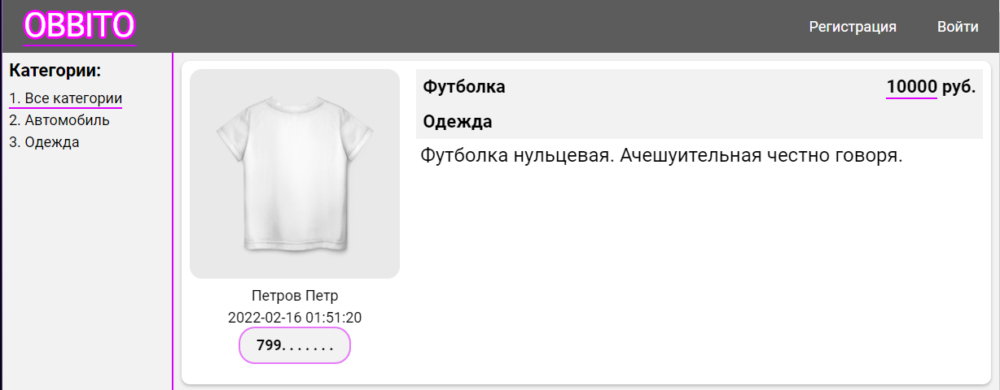 OBBITO
Регистрация
Войти
Категории:
1. Все категории
2. Автомобиль
3. Одежда
Футболка
10000 руб.
Одежда
Футболка нульцевая. Ачешуительная честно говоря.
Петров Петр
2022-02-16 01:51:20
799.......